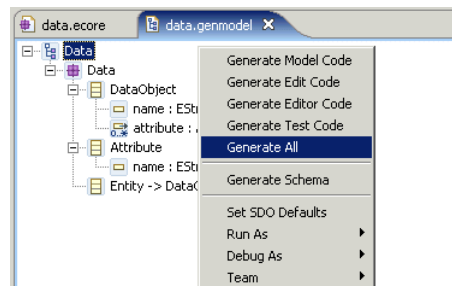 data.ecore
data.genmodel
Data
Data
DataObject
name : EStr
attribute :
Attribute
name : EStr
Entity -> Data
Generate Model Code
Generate Edit Code
Generate Editor Code
Generate Test Code
Generate All
Generate Schema
Set SDO Defaults
Run As
Debug As
Team